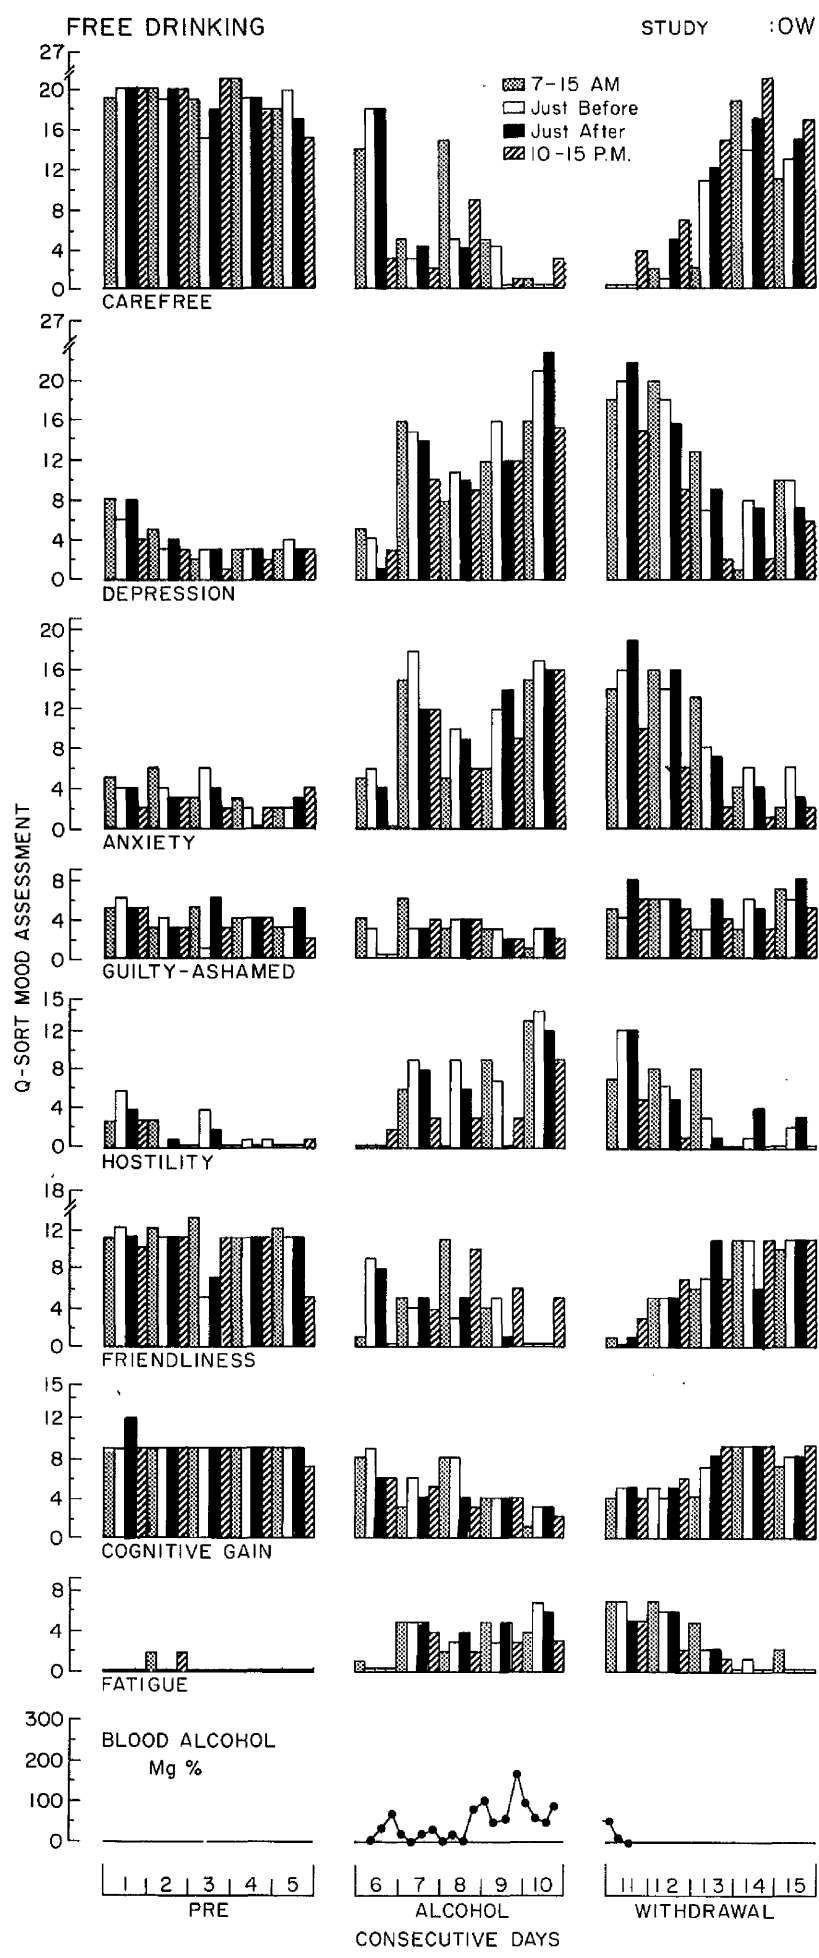 FREE DRINKING
STUDY :OW
27
20
16
12
8
4
0
7-15 AM
Just Before
Just After
10-15 P.M.
CAREFREE
27
20
16
12
8
4
0
DEPRESSION
20
16
12
8
4
0
ANXIETY
Q-SORT MOOD ASSESSMENT
8
4
0
GUILTY-ASHAMED
15
12
8
4
0
HOSTILITY
18
12
8
4
0
FRIENDLINESS
15
12
8
4
0
COGNITIVE GAIN
8
4
0
FATIGUE
300
200
100
0
BLOOD ALCOHOL
Mg %
1 2 3 4 5 6 7 8 9 10 11 12 13 14 15
PRE ALCOHOL WITHDRAWAL
CONSECUTIVE DAYS